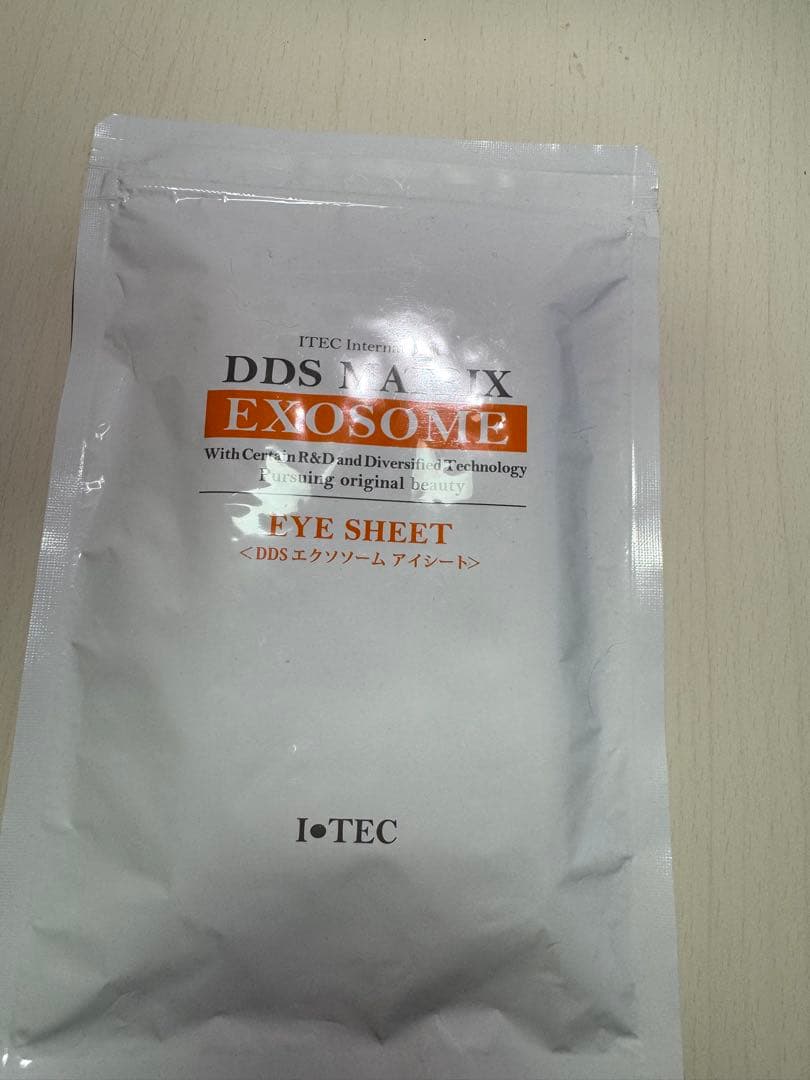 ITEC
DDS MATRIX
EXOSOME
With Certain R&D and Diversified Technology
Pursuing original beauty
EYE SHEET
<DDS エクソソーム アイシート>
I●TEC